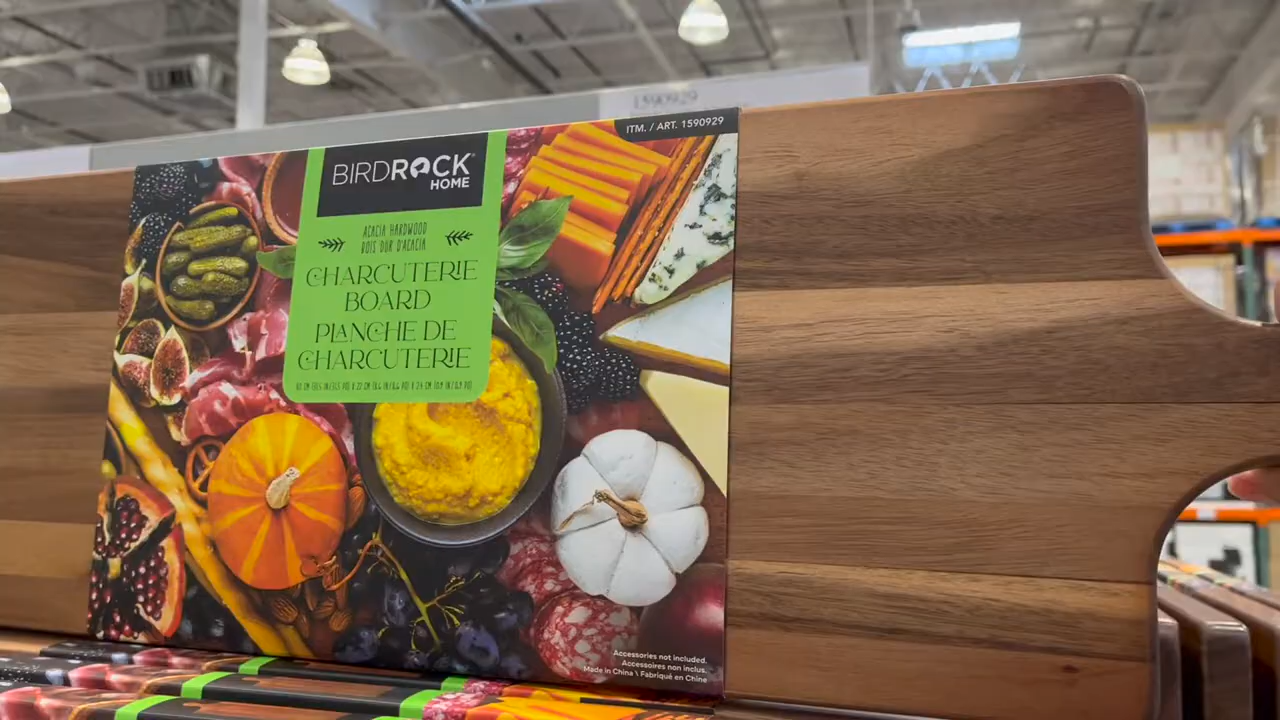 1590929
ITM. / ART. 1590929
BIRDROCK
HOME
ACACIA HARDWOOD
BOIS DUR D'ACACIA
CHARCUTERIE
BOARD
PLANCHE DE
CHARCUTERIE
Accessories not included.
Accessoires non inclus.
Made in China \ Fabriqué en Chine